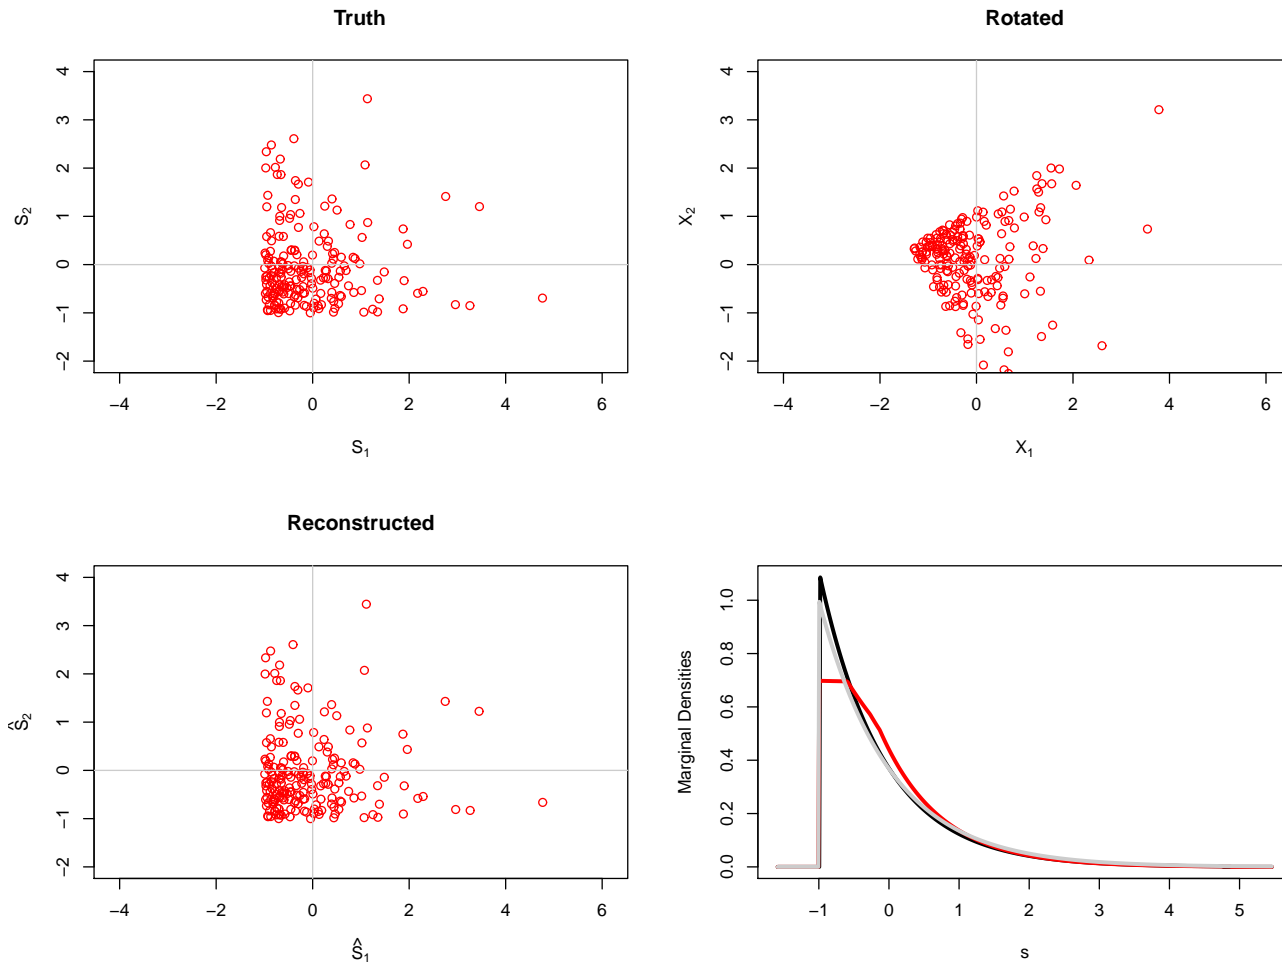 Truth
4
3
2
1
0
−1
−2
S₂
−4 −2 0 2 4 6
S₁
Rotated
4
3
2
1
0
−1
−2
X₂
−4 −2 0 2 4 6
X₁
Reconstructed
4
3
2
1
0
−1
−2
Ŝ₂
−4 −2 0 2 4 6
Ŝ₁
1.0
0.8
0.6
0.4
0.2
0.0
Marginal Densities
−1 0 1 2 3 4 5
s